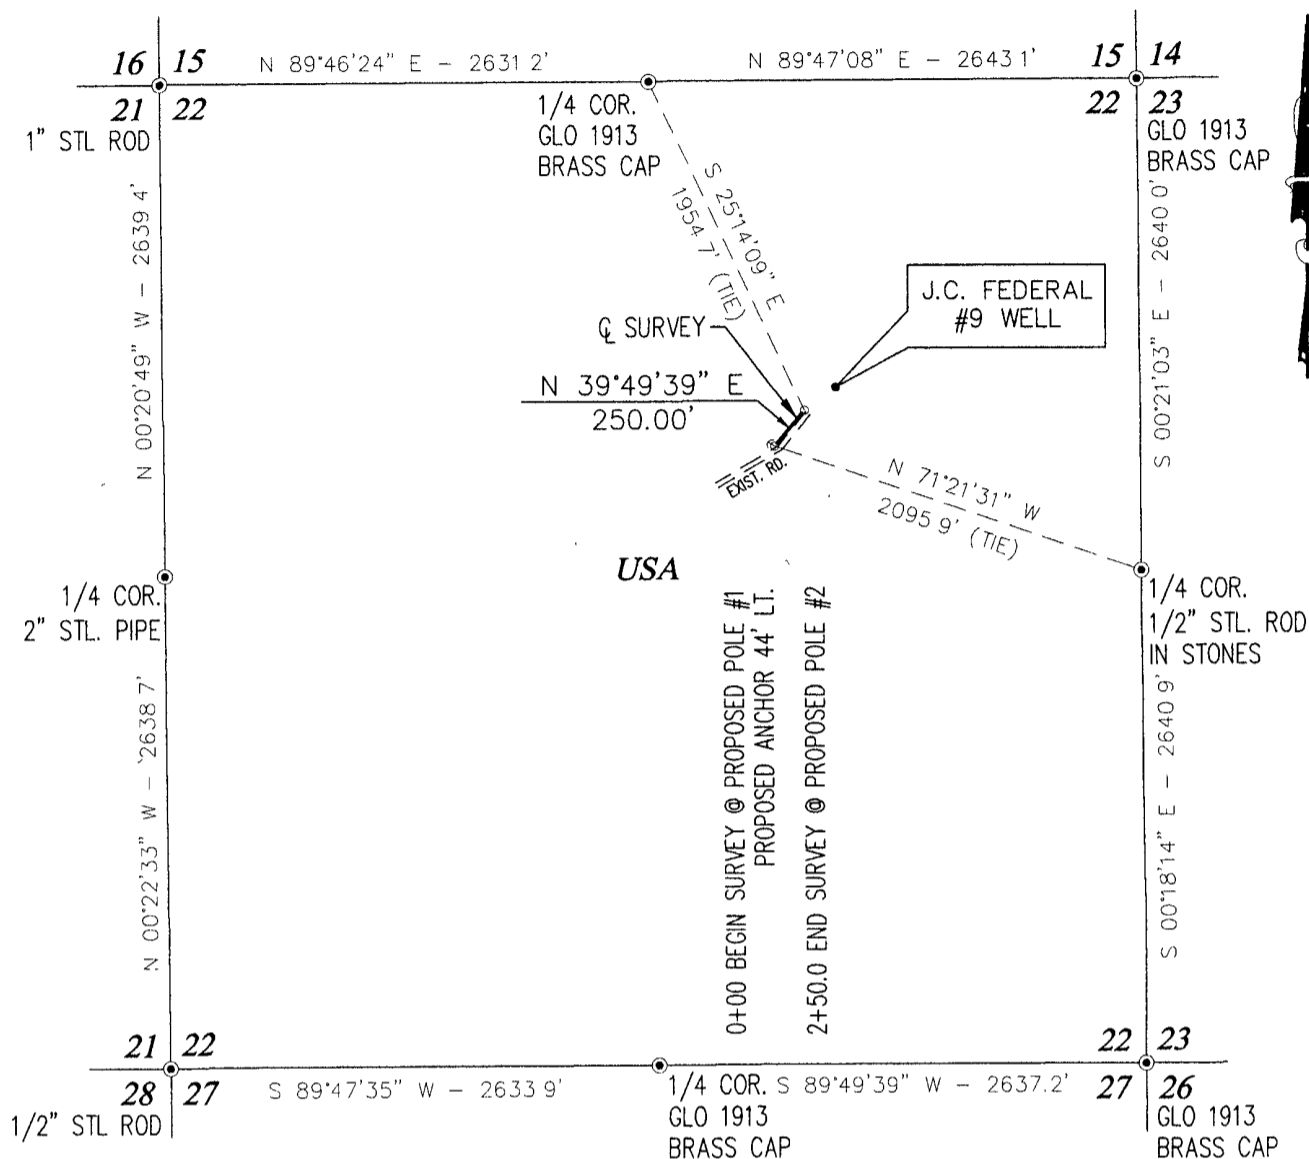 16 15
N 89°46'24" E - 2631 2'
N 89°47'08" E - 2643 1'
15 14
21 22
1" STL ROD
1/4 COR.
GLO 1913
BRASS CAP
22 23
GLO 1913
BRASS CAP
N 00°20'49" W - 2639 4'
S 25°14'09" E
1954 7' (TIE)
S 00°21'03" E - 2640 0'
J.C. FEDERAL
#9 WELL
℄ SURVEY
N 39°49'39" E
250.00'
EXIST. RD.
N 71°21'31" W
2095 9' (TIE)
USA
1/4 COR.
2" STL. PIPE
1/4 COR.
1/2" STL. ROD
IN STONES
0+00 BEGIN SURVEY @ PROPOSED POLE #1
PROPOSED ANCHOR 44' LT.
2+50.0 END SURVEY @ PROPOSED POLE #2
N 00°22'33" W - 2638 7'
S 00°18'14" E - 2640 9'
21 22
22 23
28 27
1/2" STL ROD
S 89°47'35" W - 2633 9'
1/4 COR.
GLO 1913
BRASS CAP
S 89°49'39" W - 2637.2'
27 26
GLO 1913
BRASS CAP